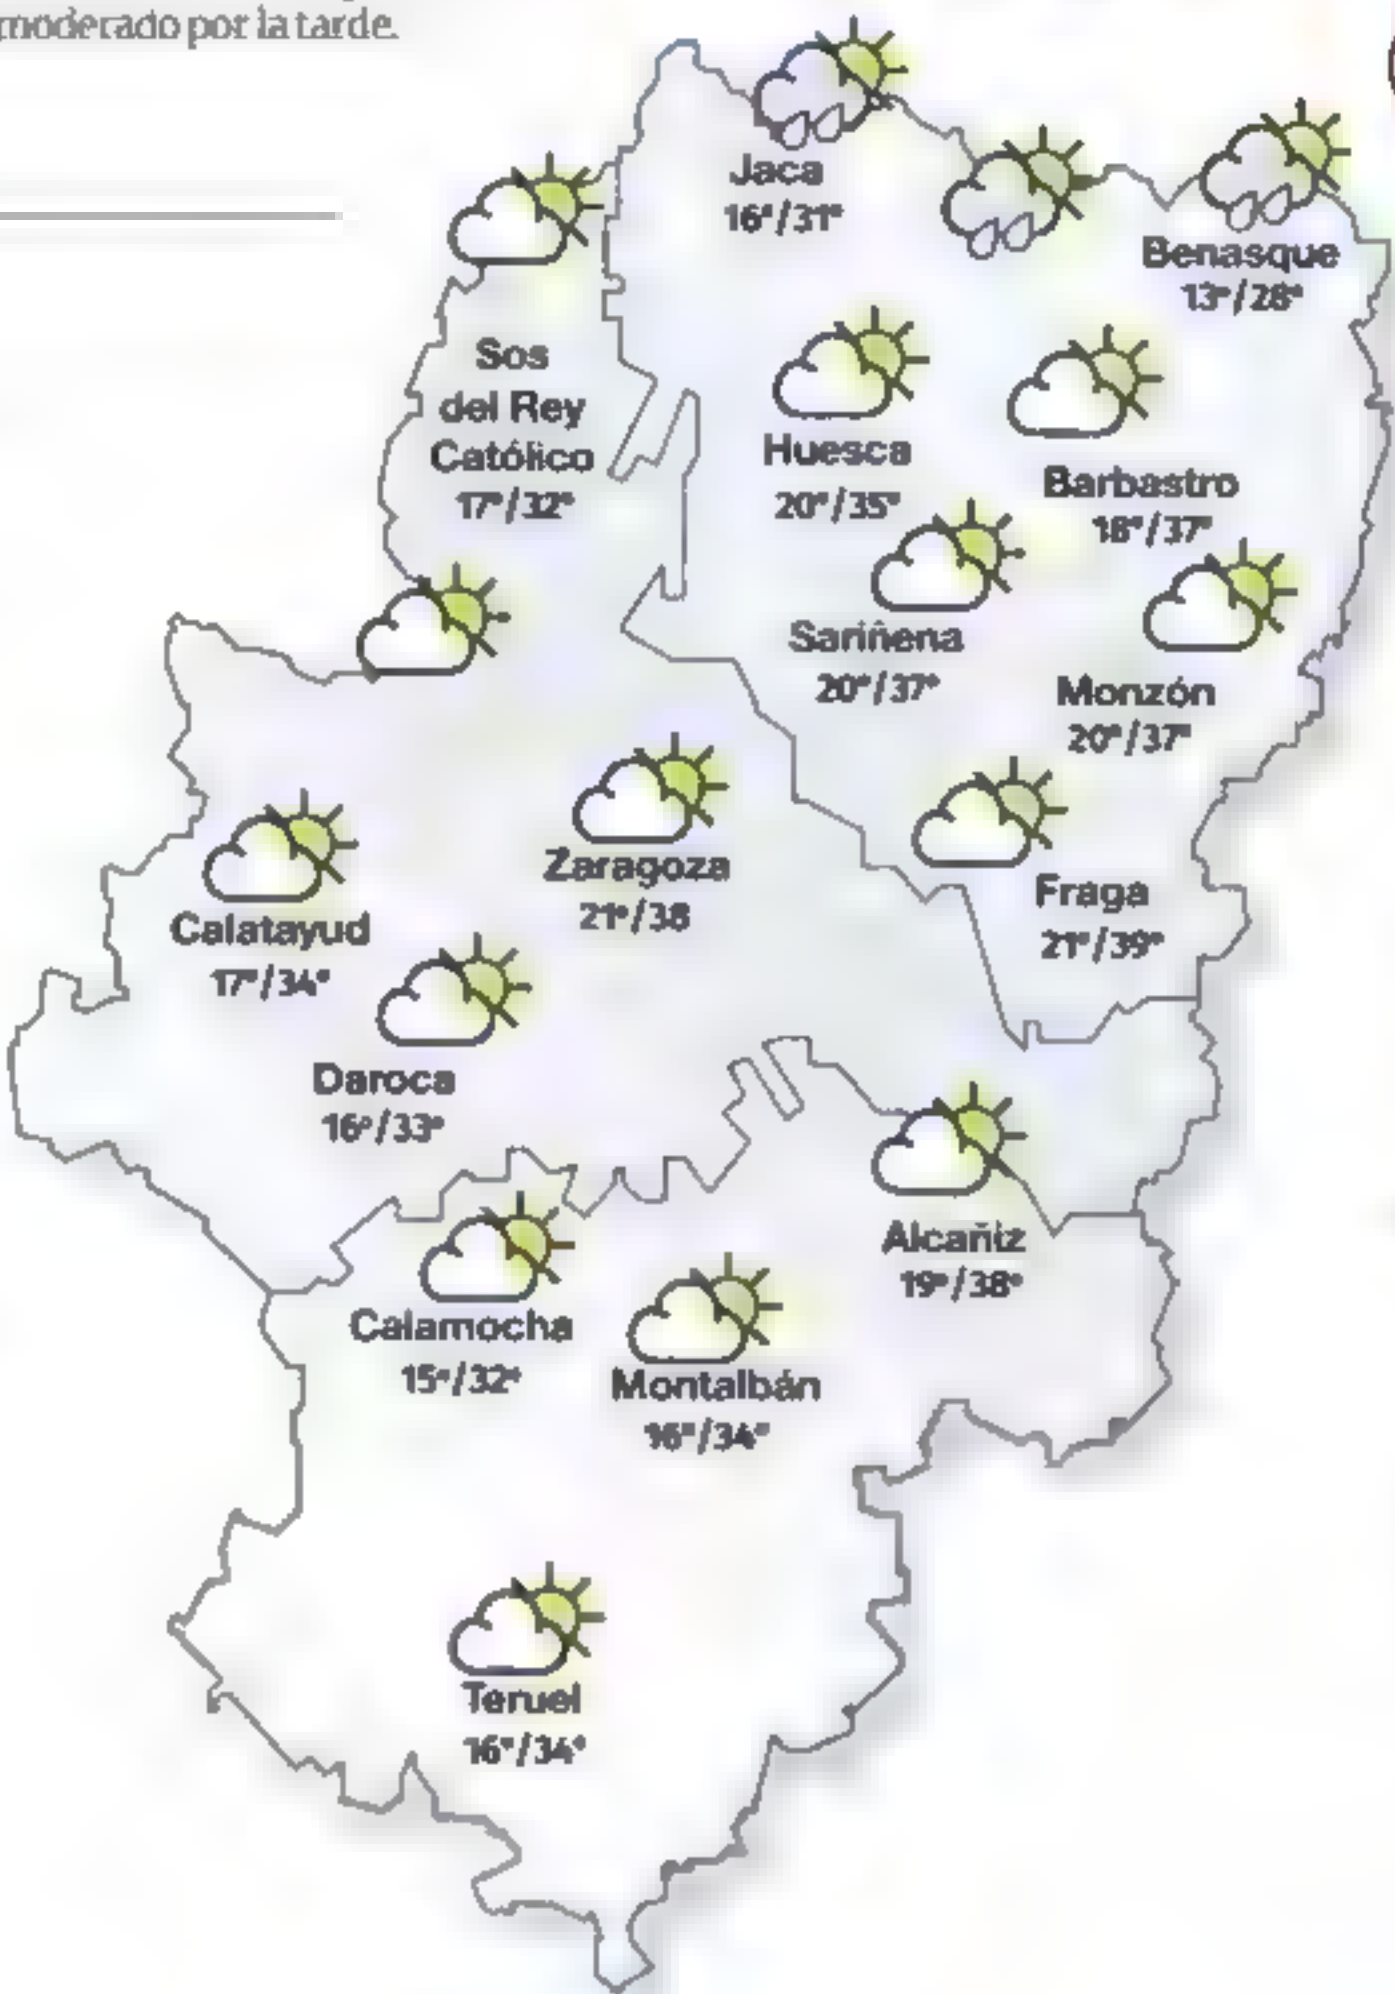 moderado por la tarde.
Jaca
16°/31°
Benasque
13°/28°
Sos
del Rey
Católico
17°/32°
Huesca
20°/35°
Barbastro
18°/37°
Sariñena
20°/37°
Monzón
20°/37°
Zaragoza
21°/38
Fraga
21°/39°
Calatayud
17°/34°
Daroca
16°/33°
Alcañiz
19°/38°
Calamocha
15°/32°
Montalbán
16°/34°
Teruel
16°/34°